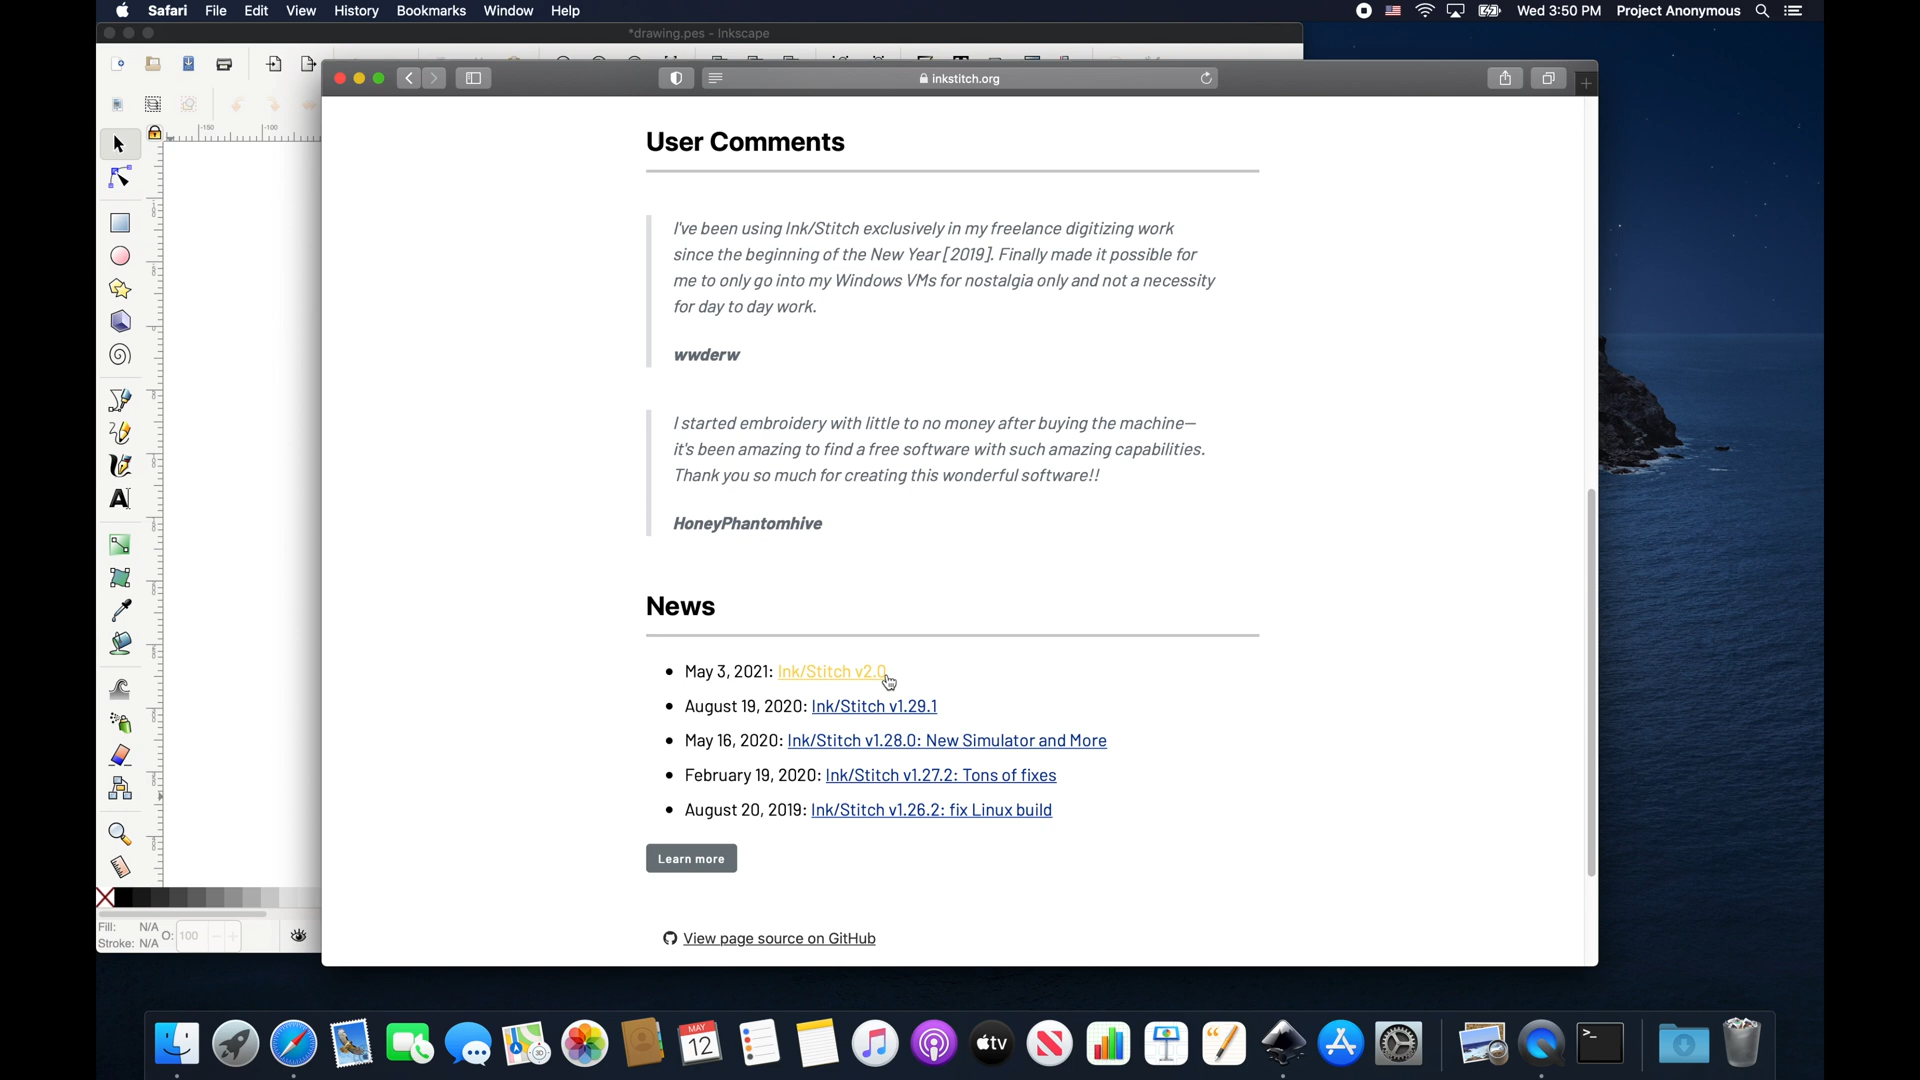 Safari File Edit View History Bookmarks Window Help
Wed 3:50 PM Project Anonymous
*drawing.pes - Inkscape
inkstitch.org
-150
-100
User Comments
I've been using Ink/Stitch exclusively in my freelance digitizing work
since the beginning of the New Year [2019]. Finally made it possible for
me to only go into my Windows VMs for nostalgia only and not a necessity
for day to day work.
wwderw
I started embroidery with little to no money after buying the machine—
it's been amazing to find a free software with such amazing capabilities.
Thank you so much for creating this wonderful software!!
HoneyPhantomhive
News
May 3, 2021: Ink/Stitch v2.0
August 19, 2020: Ink/Stitch v1.29.1
May 16, 2020: Ink/Stitch v1.28.0: New Simulator and More
February 19, 2020: Ink/Stitch v1.27.2: Tons of fixes
August 20, 2019: Ink/Stitch v1.26.2: fix Linux build
Learn more
View page source on GitHub
Fill: N/A
Stroke: N/A
O: 100
MAY
12
3D
tv